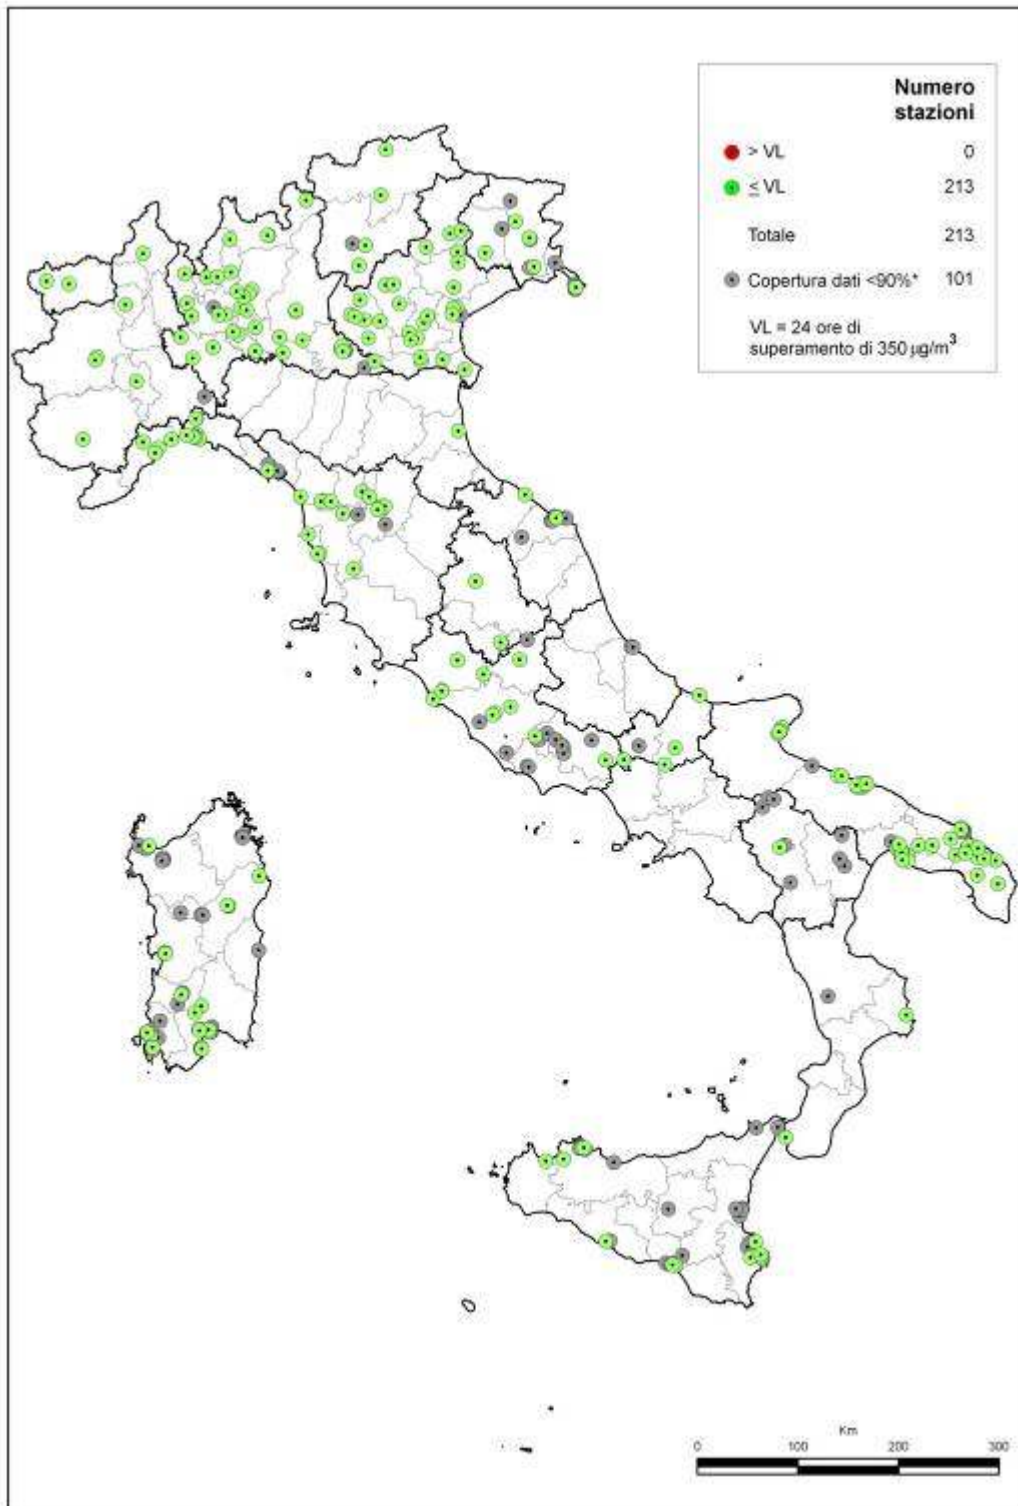 Numero
stazioni
> VL 0
≤ VL 213
Totale 213
Copertura dati <90%* 101
VL = 24 ore di
superamento di 350 µg/m³
Km
0 100 200 300